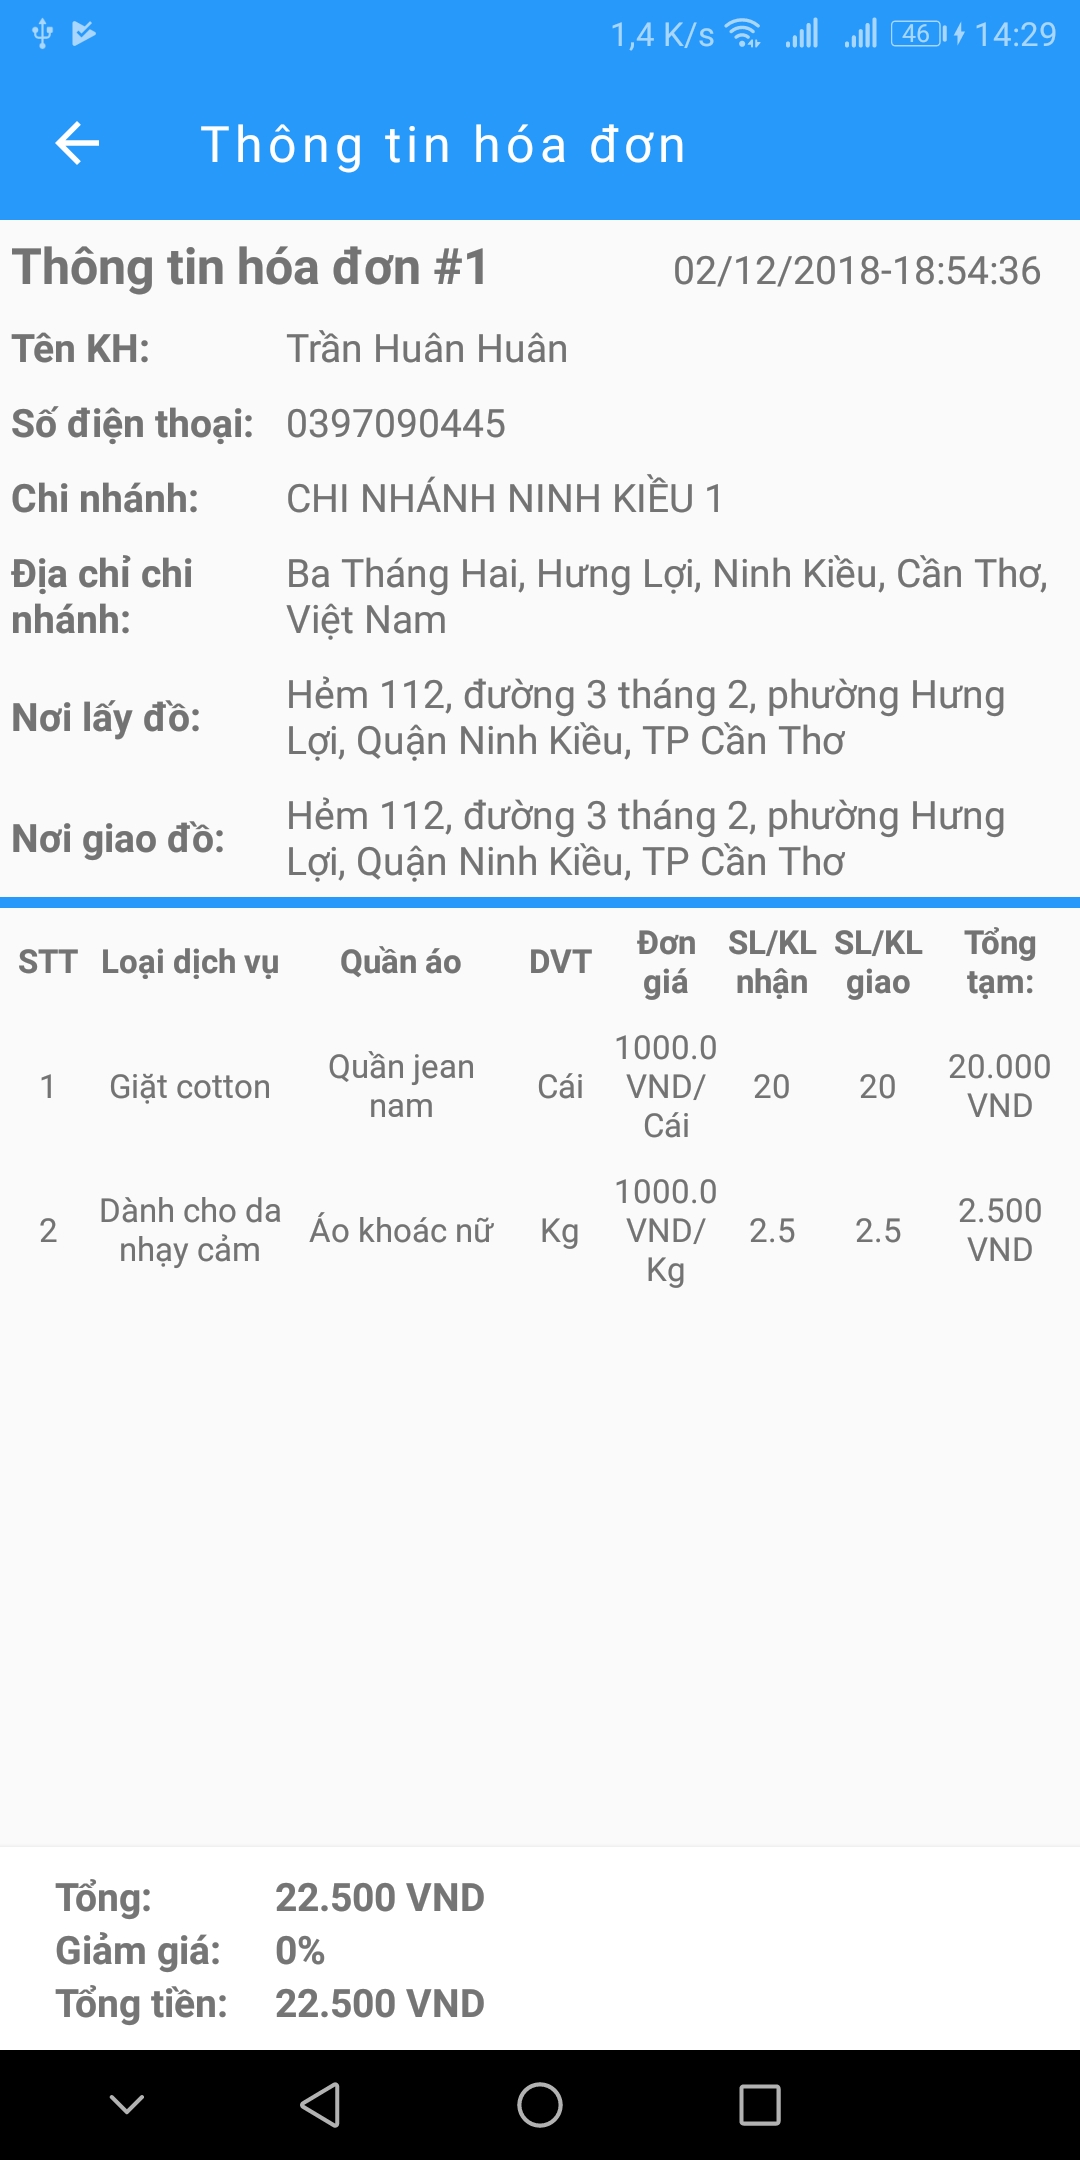 1,4 K/s 46 14:29
Thông tin hóa đơn
Thông tin hóa đơn #1 02/12/2018-18:54:36
Tên KH: Trần Huân Huân
Số điện thoại: 0397090445
Chi nhánh: CHI NHÁNH NINH KIỀU 1
Địa chỉ chi nhánh: Ba Tháng Hai, Hưng Lợi, Ninh Kiều, Cần Thơ,
Việt Nam
Nơi lấy đồ: Hẻm 112, đường 3 tháng 2, phường Hưng
Lợi, Quận Ninh Kiều, TP Cần Thơ
Nơi giao đồ: Hẻm 112, đường 3 tháng 2, phường Hưng
Lợi, Quận Ninh Kiều, TP Cần Thơ
STT Loại dịch vụ Quần áo DVT Đơn giá SL/KL nhận SL/KL giao Tổng tạm:
1 Giặt cotton Quần jean nam Cái 1000.0 VND/ Cái 20 20 20.000 VND
2 Dành cho da nhạy cảm Áo khoác nữ Kg 1000.0 VND/ Kg 2.5 2.5 2.500 VND
Tổng: 22.500 VND
Giảm giá: 0%
Tổng tiền: 22.500 VND